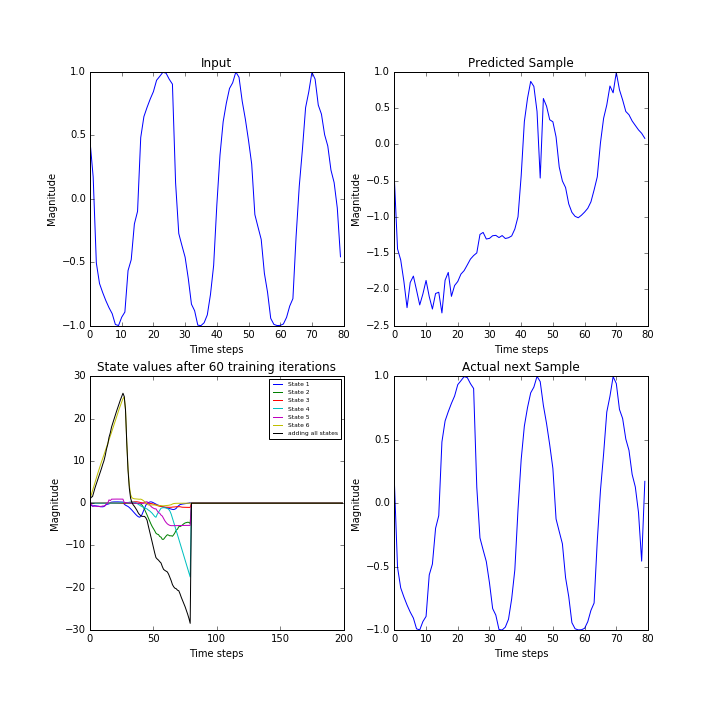 Input
Magnitude
1.0
0.5
0.0
−0.5
−1.0
0 10 20 30 40 50 60 70 80
Time steps
Predicted Sample
Magnitude
1.0
0.5
0.0
−0.5
−1.0
−1.5
−2.0
−2.5
0 10 20 30 40 50 60 70 80
Time steps
State values after 60 training iterations
Magnitude
30
20
10
0
−10
−20
−30
0 50 100 150 200
Time steps
State 1
State 2
State 3
State 4
State 5
State 6
adding all states
Actual next Sample
Magnitude
1.0
0.5
0.0
−0.5
−1.0
0 10 20 30 40 50 60 70 80
Time steps